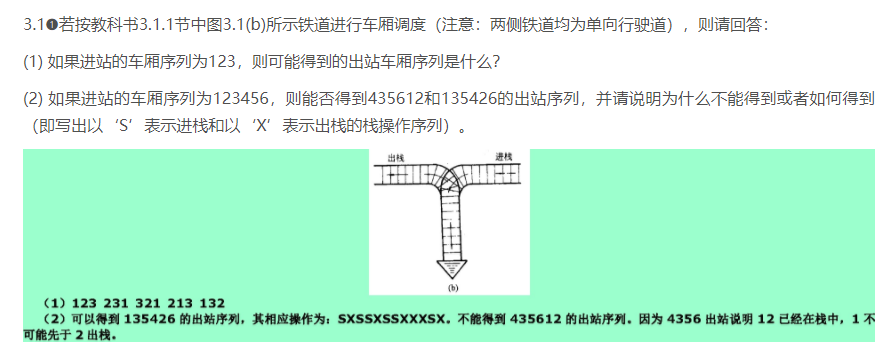 3.1❶若按教科书3.1.1节中图3.1(b)所示铁道进行车厢调度（注意：两侧铁道均为单向行驶道），则请回答：
(1) 如果进站的车厢序列为123，则可能得到的出站车厢序列是什么?
(2) 如果进站的车厢序列为123456，则能否得到435612和135426的出站序列，并请说明为什么不能得到或者如何得到
（即写出以‘S’表示进栈和以‘X’表示出栈的栈操作序列）。
出栈 进栈
(b)
（1）123 231 321 213 132
（2）可以得到 135426 的出站序列，其相应操作为：SXSSXSSXXXSX。不能得到 435612 的出站序列。因为 4356 出站说明 12 已经在栈中，1 不
可能先于 2 出栈。